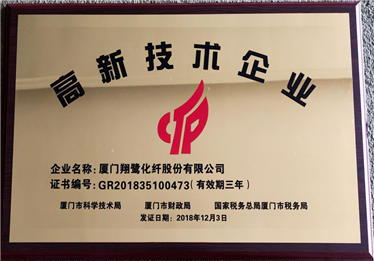 高新技术企业
企业名称：厦门翔鹭化纤股份有限公司
证书编号：GR201835100473（有效期三年）
厦门市科学技术局 厦门市财政局 国家税务总局厦门市税务局
发证日期：2018年12月3日